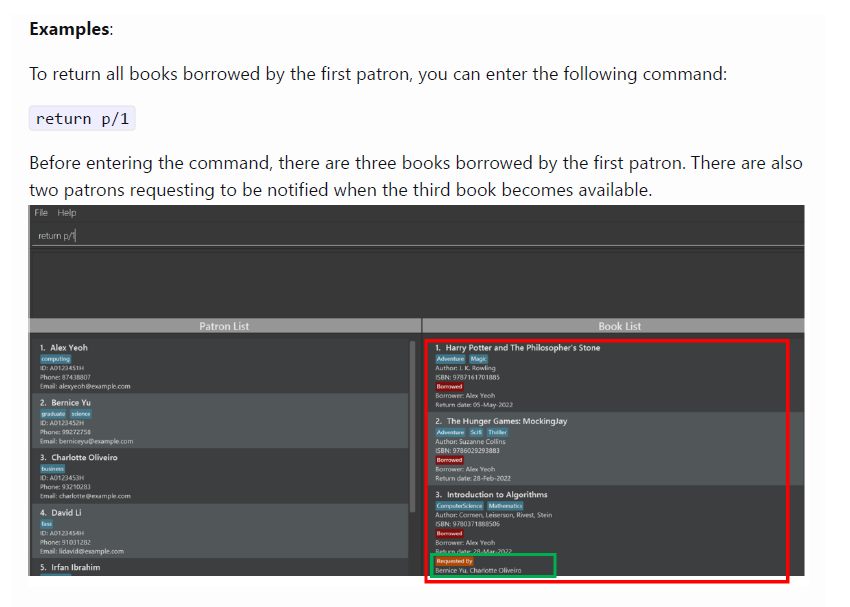 Examples:
To return all books borrowed by the first patron, you can enter the following command:
return p/1
Before entering the command, there are three books borrowed by the first patron. There are also
two patrons requesting to be notified when the third book becomes available.
File Help
return p/1
Patron List
1. Alex Yeoh
computing
ID: A0123451H
Phone: 87438807
Email: alexyeoh@example.com
2. Bernice Yu
graduate science
ID: A0123452H
Phone: 99272758
Email: berniceyu@example.com
3. Charlotte Oliveiro
business
ID: A0123453H
Phone: 93210283
Email: charlotte@example.com
4. David Li
fass
ID: A0123454H
Phone: 91031282
Email: lidavid@example.com
5. Irfan Ibrahim
Book List
1. Harry Potter and The Philosopher's Stone
Adventure Magic
Author: J. K. Rowling
ISBN: 9787161701885
Borrowed
Borrower: Alex Yeoh
Return date: 05-May-2022
2. The Hunger Games: MockingJay
Adventure Scifi Thriller
Author: Suzanne Collins
ISBN: 9786029293883
Borrowed
Borrower: Alex Yeoh
Return date: 28-Feb-2022
3. Introduction to Algorithms
ComputerScience Mathematics
Author: Cormen, Leiserson, Rivest, Stein
ISBN: 9780371888506
Borrowed
Borrower: Alex Yeoh
Return date: 28-Mar-2022
Requested By
Bernice Yu, Charlotte Oliveiro